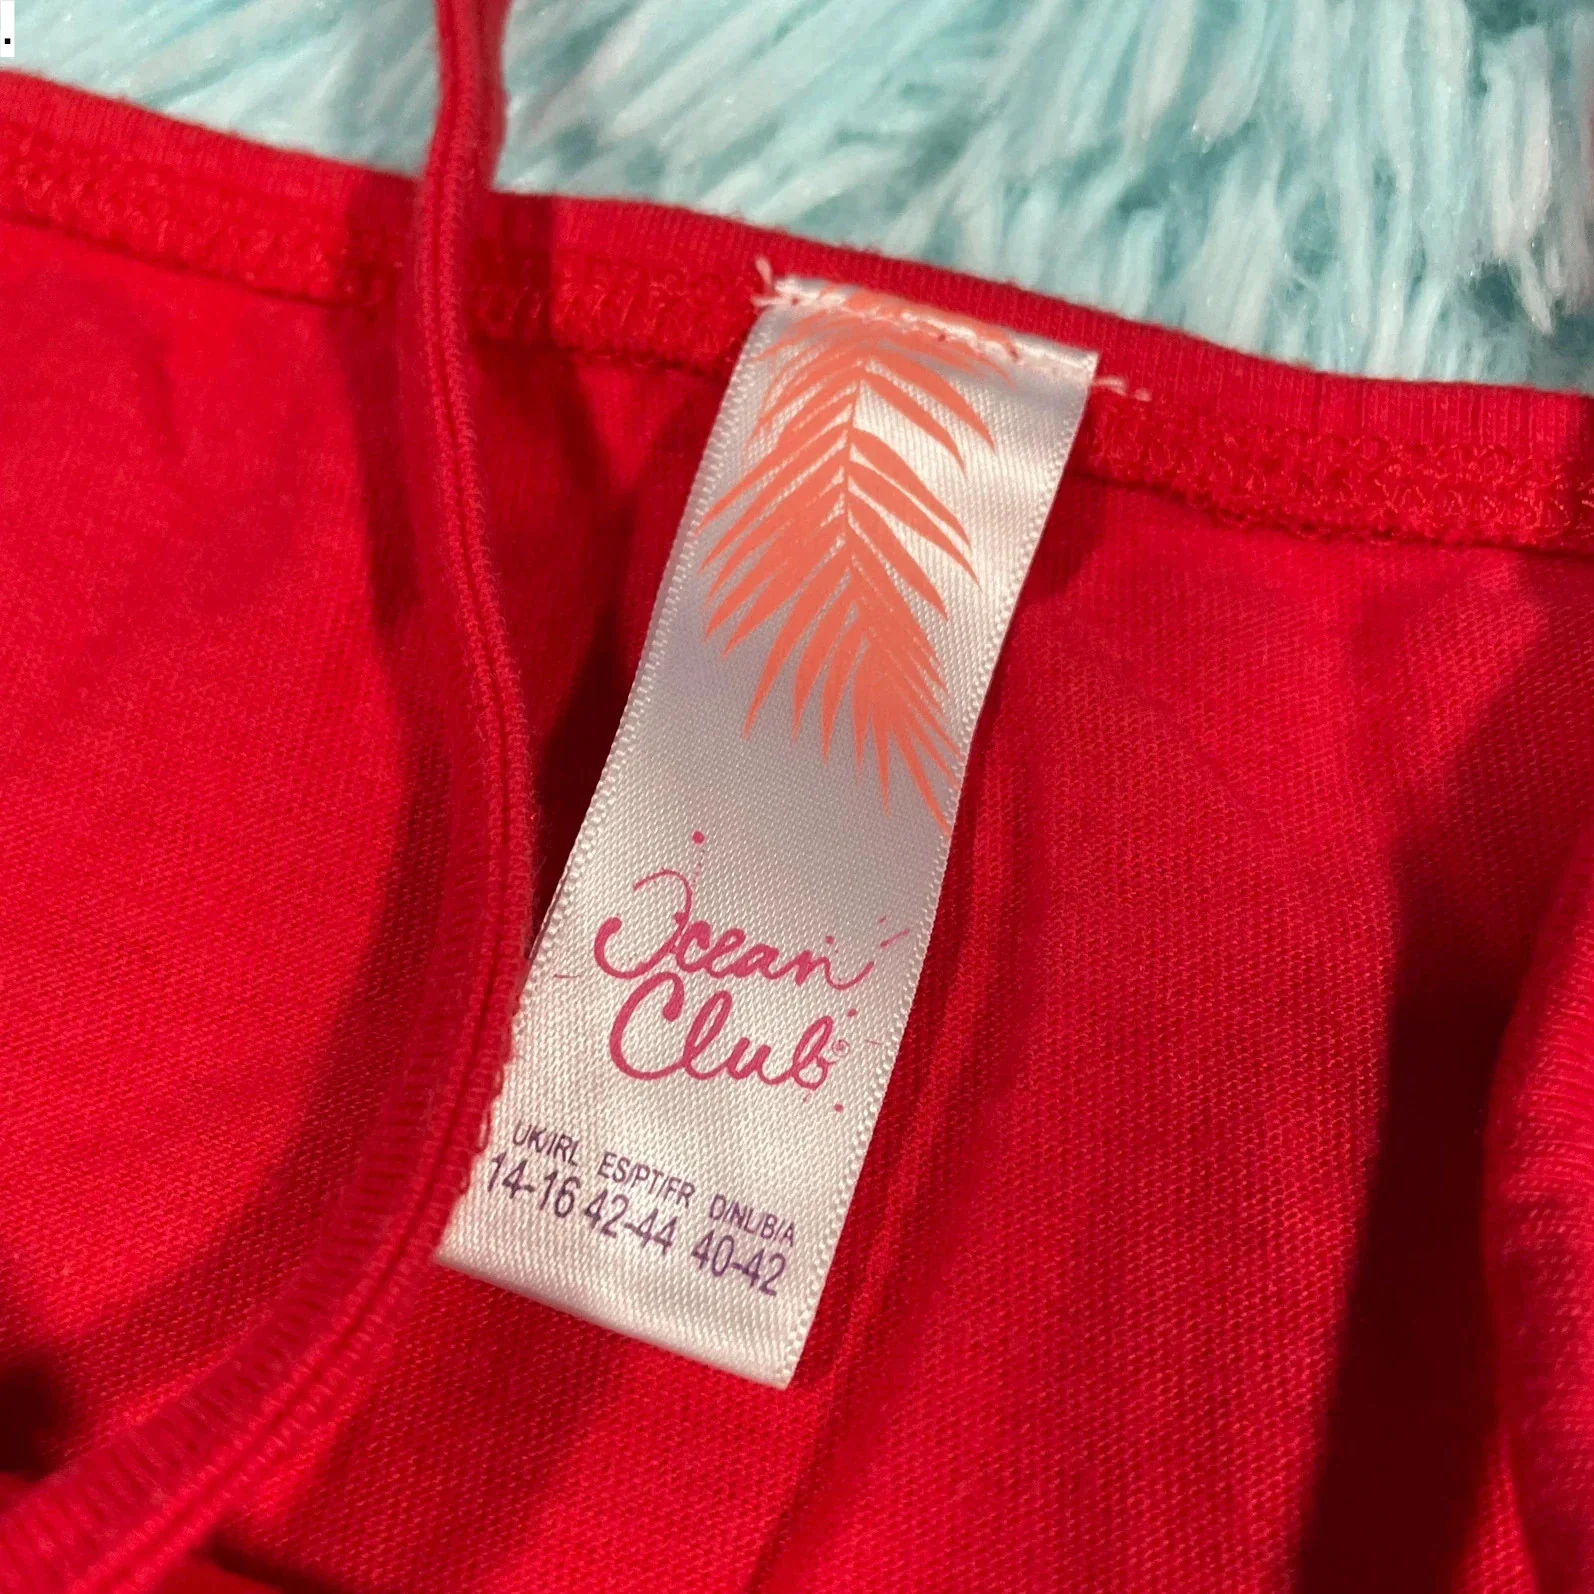 .
Ocean
Club
UK/IRL ES/PT/FR D/NL/B/A
14-16 42-44 40-42